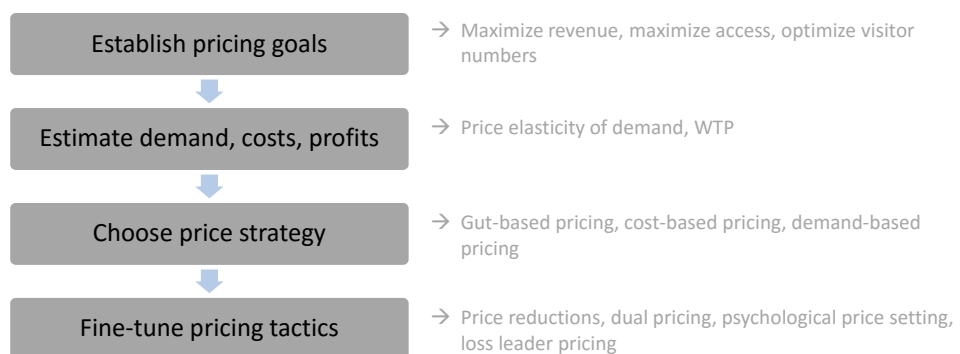 Establish pricing goals
→ Maximize revenue, maximize access, optimize visitor
numbers
Estimate demand, costs, profits
→ Price elasticity of demand, WTP
Choose price strategy
→ Gut-based pricing, cost-based pricing, demand-based
pricing
Fine-tune pricing tactics
→ Price reductions, dual pricing, psychological price setting,
loss leader pricing